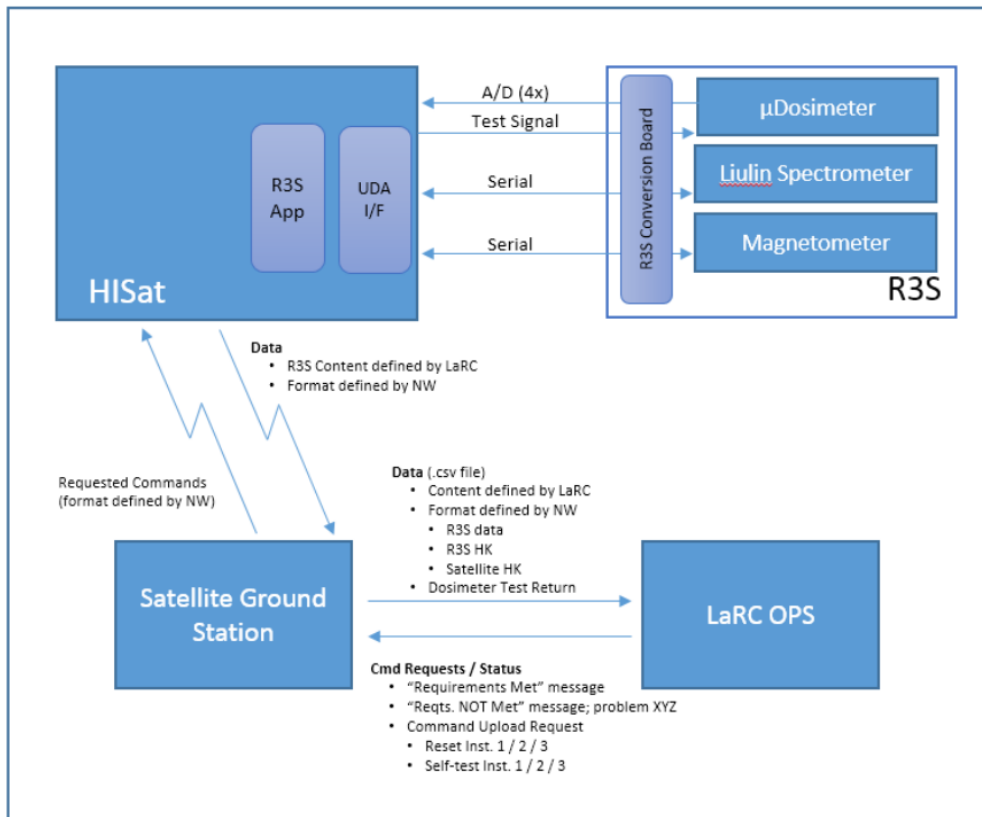 A/D (4x)
Test Signal
Serial
Serial
R3S
App
UDA
I/F
HISat
R3S Conversion Board
µDosimeter
Liulin Spectrometer
Magnetometer
R3S
Data
• R3S Content defined by LaRC
• Format defined by NW
Requested Commands
(format defined by NW)
Data (.csv file)
• Content defined by LaRC
• Format defined by NW
• R3S data
• R3S HK
• Satellite HK
• Dosimeter Test Return
Satellite Ground
Station
LaRC OPS
Cmd Requests / Status
• “Requirements Met” message
• “Reqts. NOT Met” message; problem XYZ
• Command Upload Request
• Reset Inst. 1 / 2 / 3
• Self-test Inst. 1 / 2 / 3